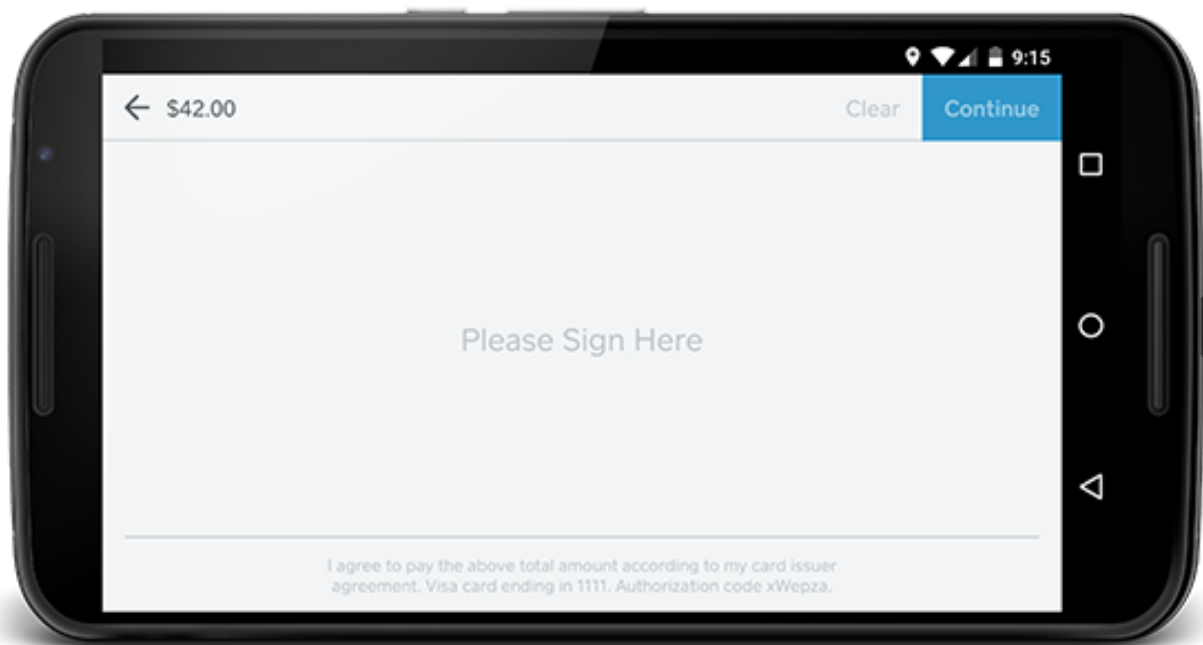 9:15
$42.00
Clear
Continue
Please Sign Here
I agree to pay the above total amount according to my card issuer
agreement. Visa card ending in 1111. Authorization code xWepza.